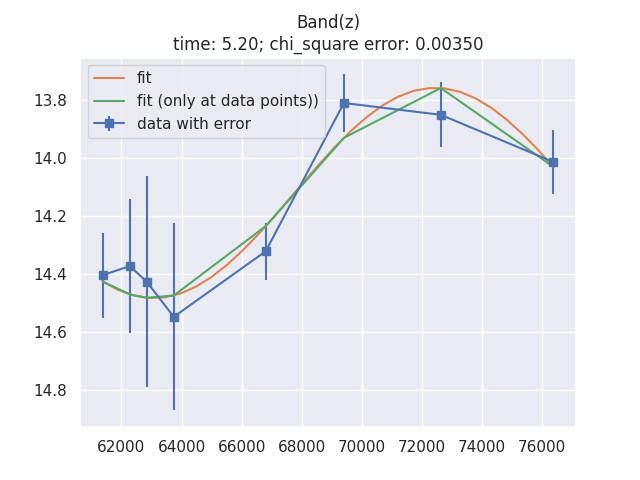 Band(z)
time: 5.20; chi_square error: 0.00350
fit
fit (only at data points))
data with error
13.8
14.0
14.2
14.4
14.6
14.8
62000 64000 66000 68000 70000 72000 74000 76000